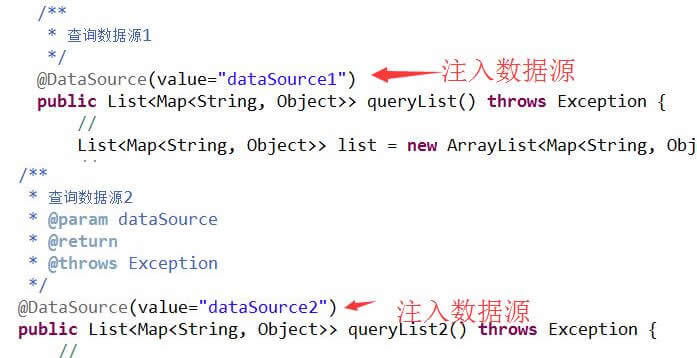 /**
* 查询数据源1
*/
@DataSource(value="dataSource1") 注入数据源
public List<Map<String, Object>> queryList() throws Exception {
//
List<Map<String, Object>> list = new ArrayList<Map<String, Obj
/**
* 查询数据源2
* @param dataSource
* @return
* @throws Exception
*/
@DataSource(value="dataSource2") 注入数据源
public List<Map<String, Object>> queryList2() throws Exception {
//